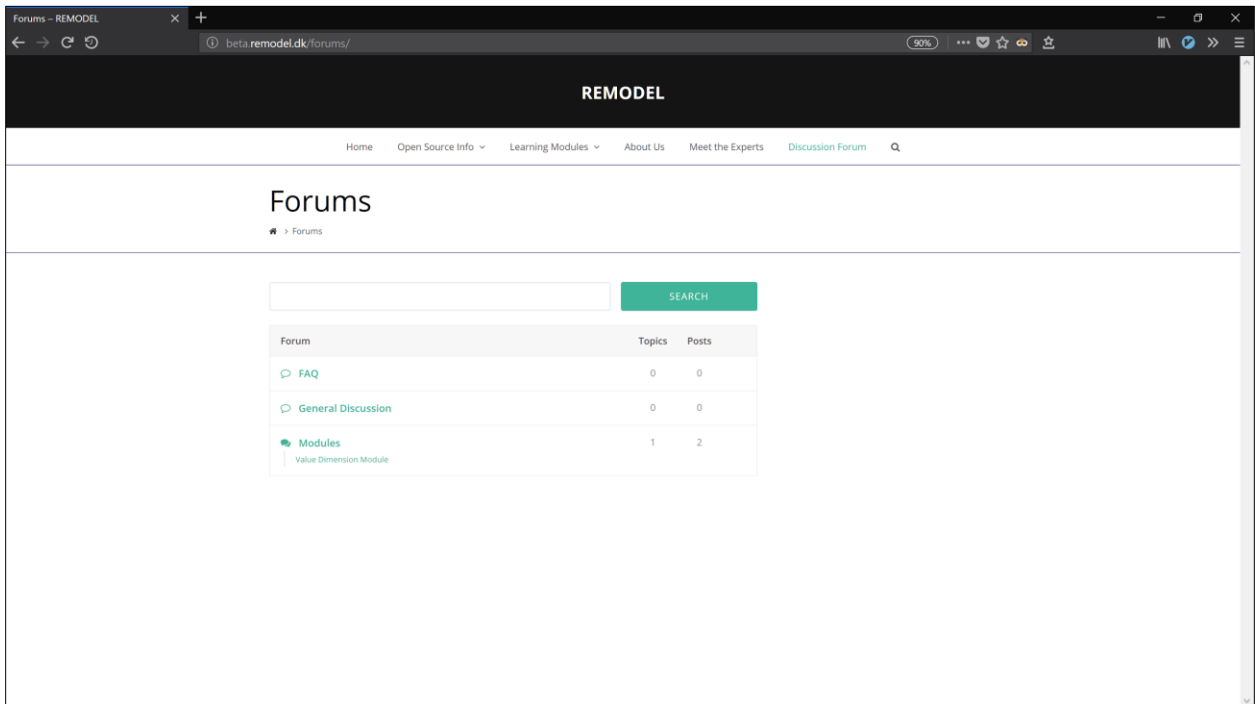 Forums – REMODEL
beta.remodel.dk/forums/
90%
REMODEL
Home Open Source Info Learning Modules About Us Meet the Experts Discussion Forum
Forums
> Forums
SEARCH
Forum Topics Posts
FAQ 0 0
General Discussion 0 0
Modules 1 2
Value Dimension Module